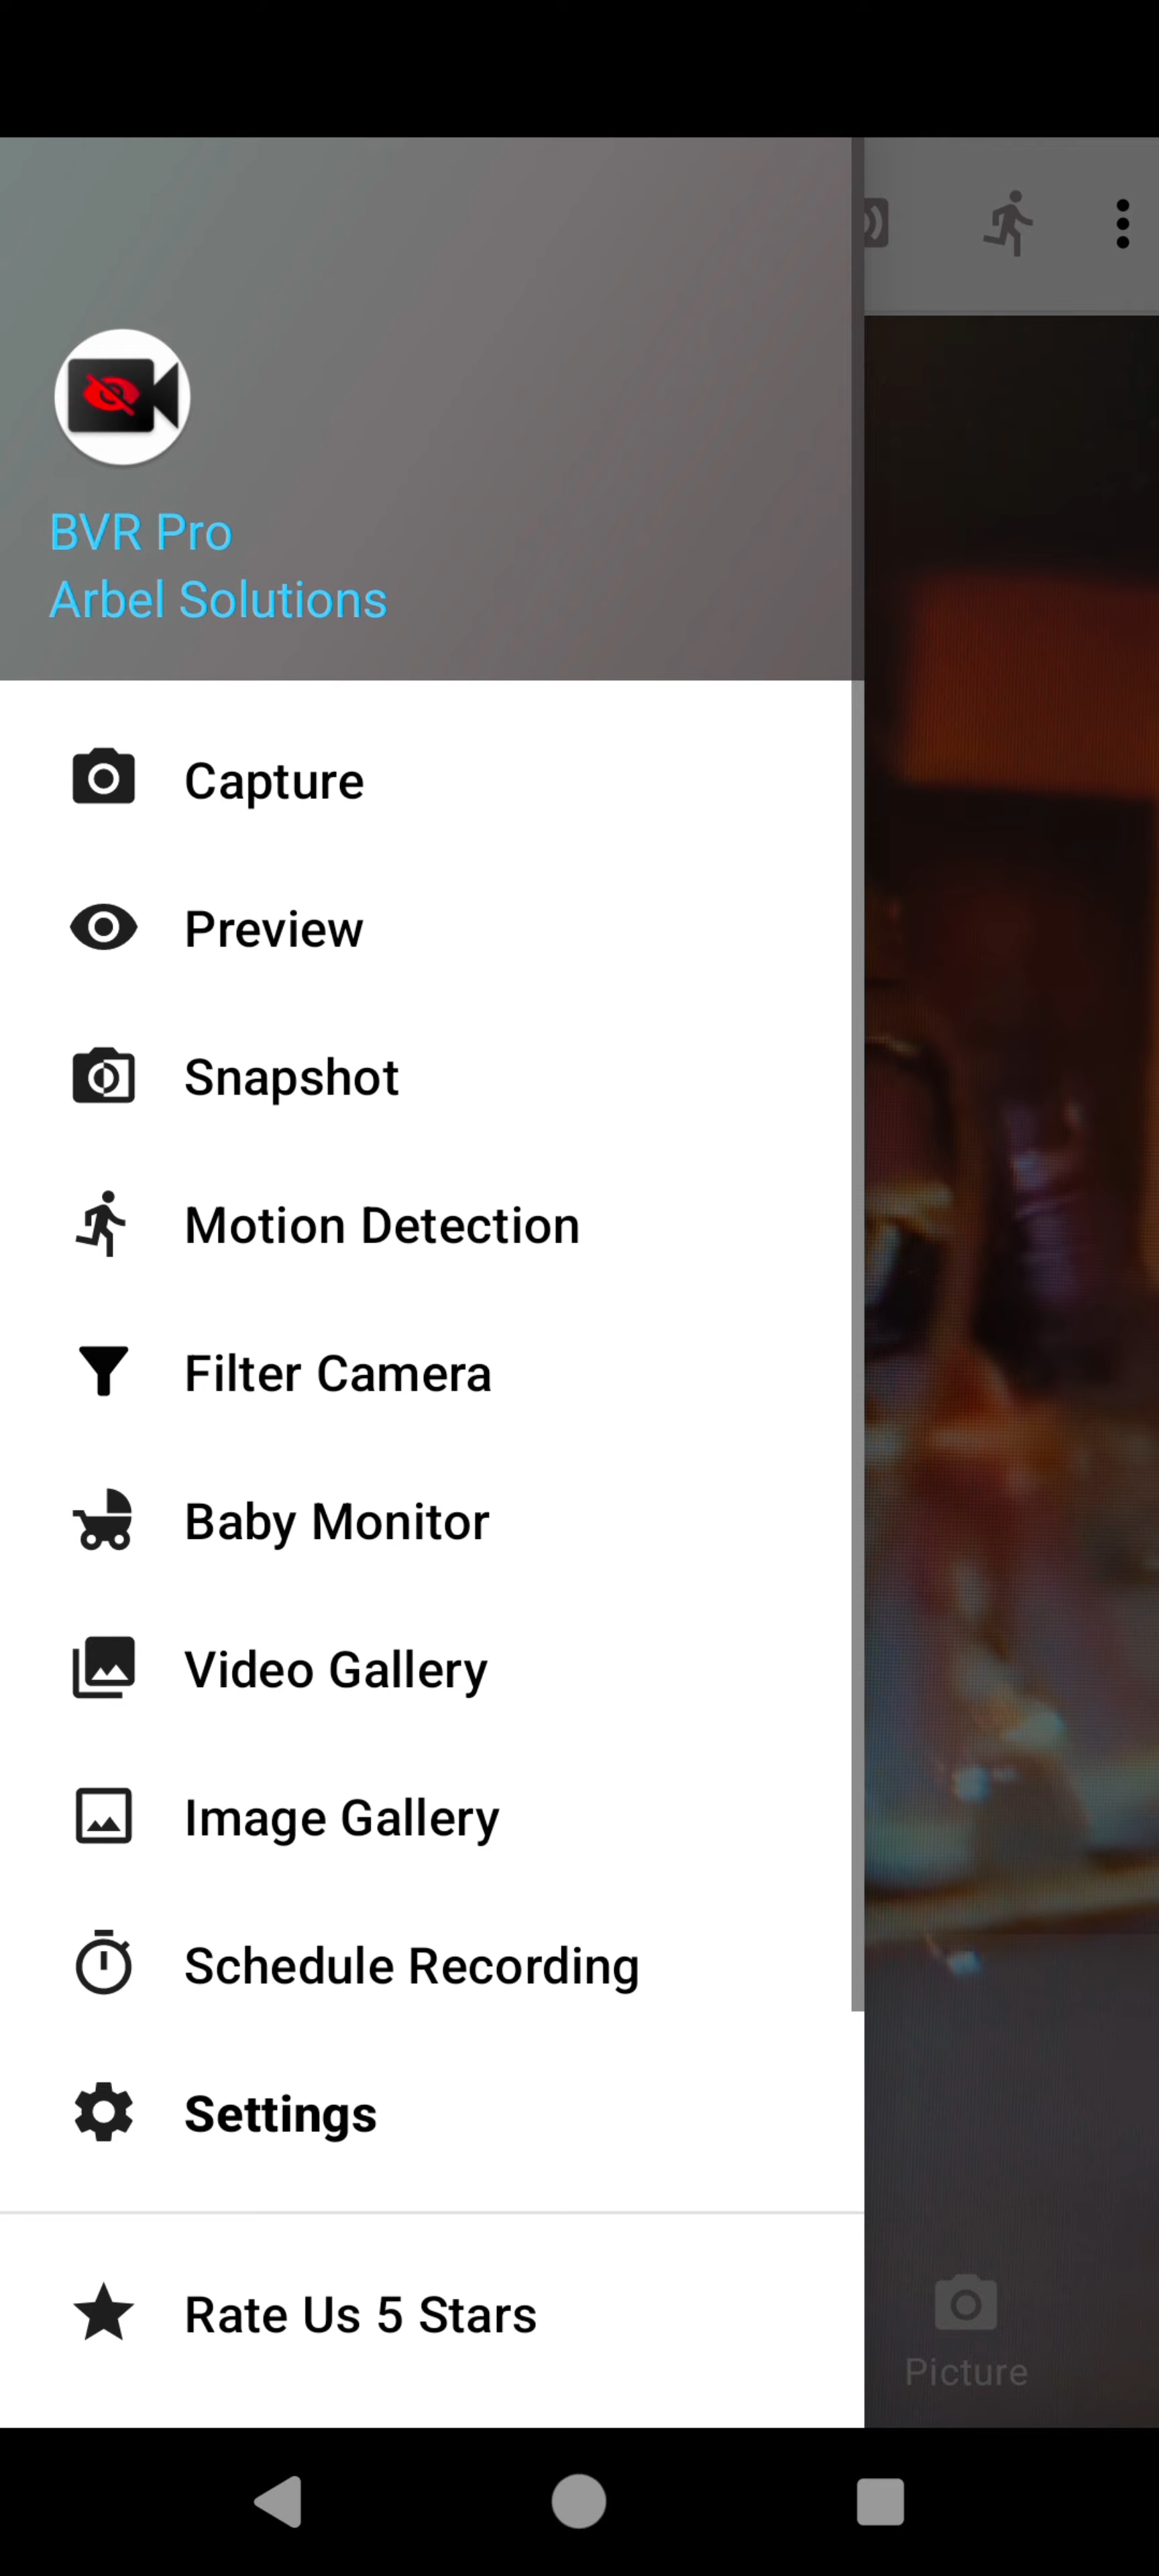 BVR Pro
Arbel Solutions
Capture
Preview
Snapshot
Motion Detection
Filter Camera
Baby Monitor
Video Gallery
Image Gallery
Schedule Recording
Settings
Rate Us 5 Stars
Picture